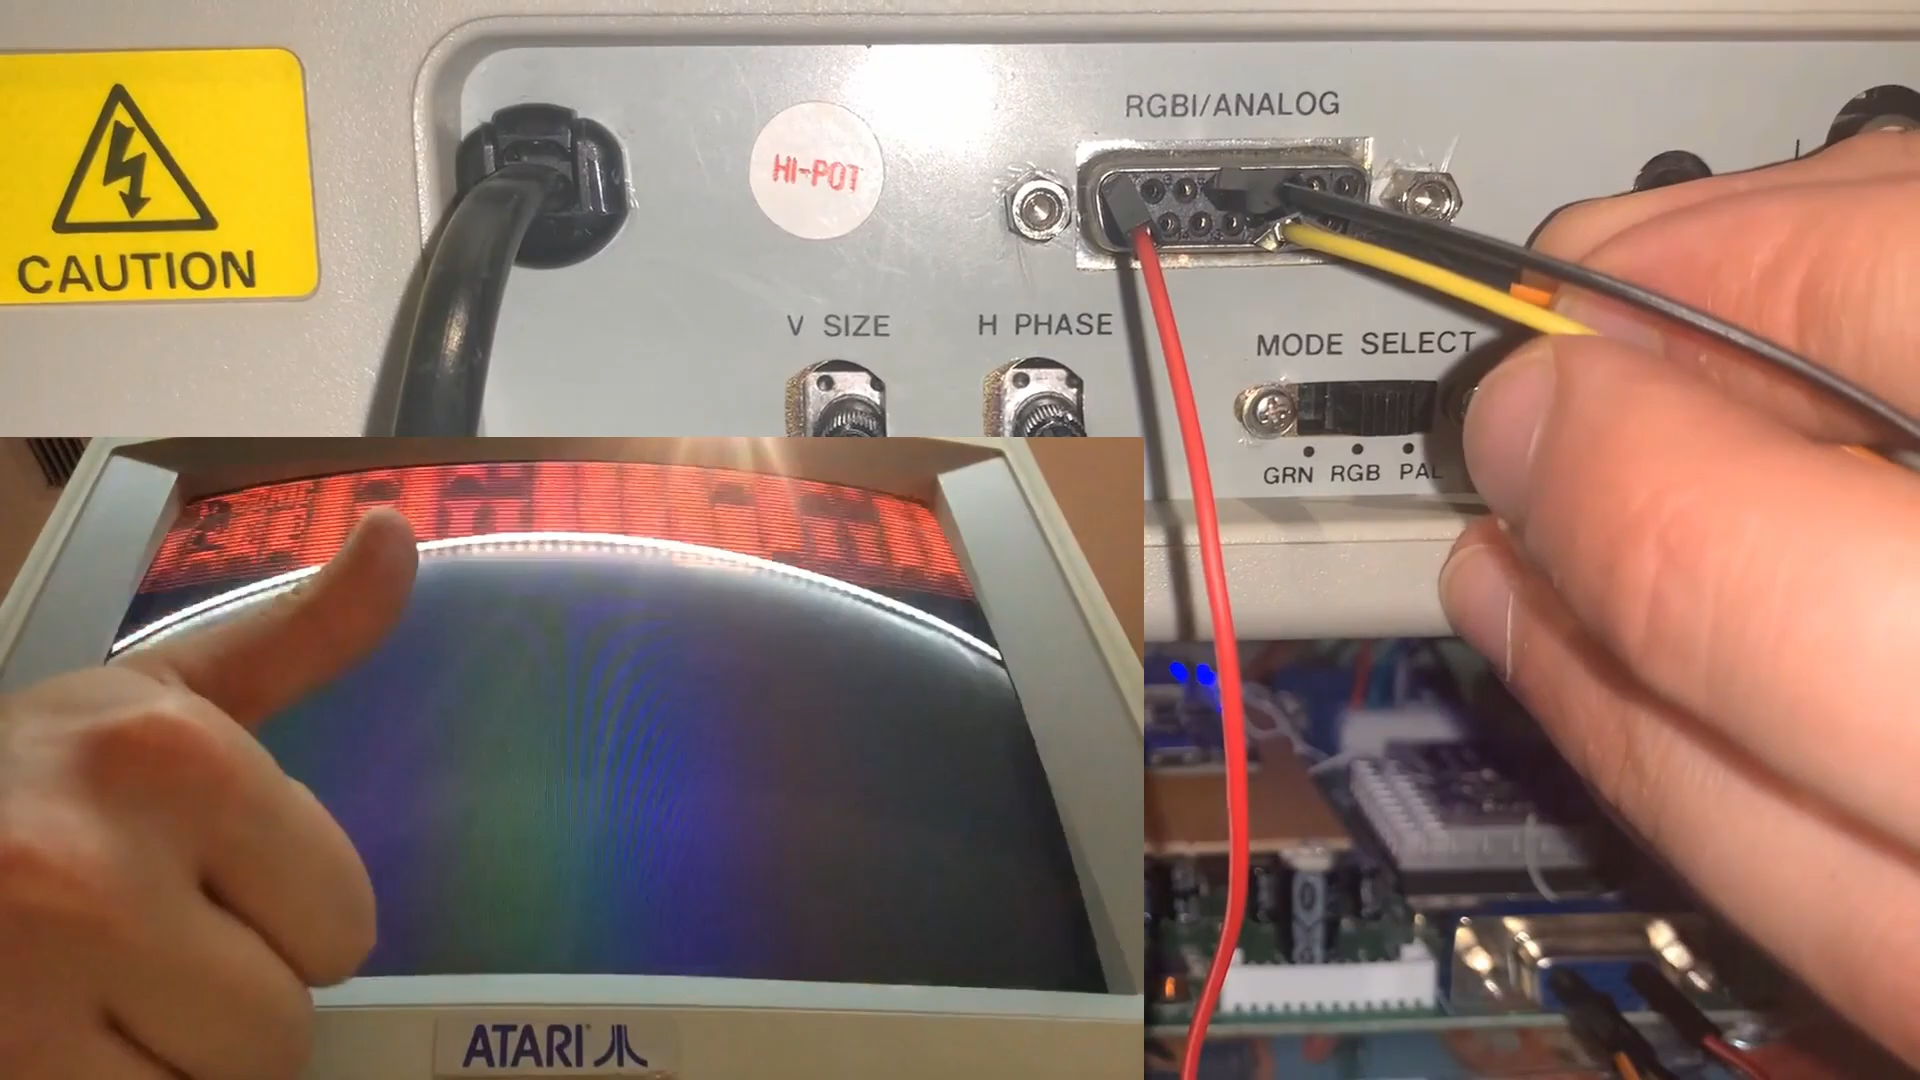 CAUTION
HI-POT
RGBI/ANALOG
V SIZE
H PHASE
MODE SELECT
GRN RGB PAL
ATARI